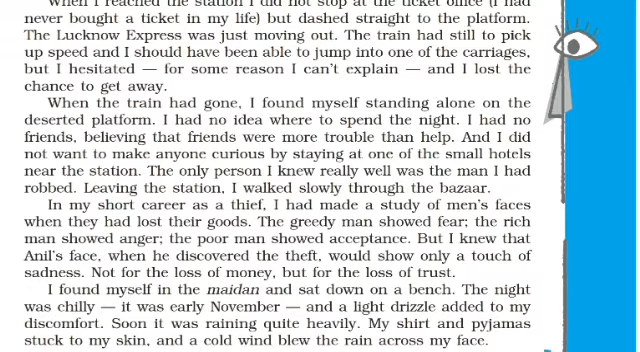 When I reached the station I did not stop at the ticket office (I had
never bought a ticket in my life) but dashed straight to the platform.
The Lucknow Express was just moving out. The train had still to pick
up speed and I should have been able to jump into one of the carriages,
but I hesitated — for some reason I can't explain — and I lost the
chance to get away.
When the train had gone, I found myself standing alone on the
deserted platform. I had no idea where to spend the night. I had no
friends, believing that friends were more trouble than help. And I did
not want to make anyone curious by staying at one of the small hotels
near the station. The only person I knew really well was the man I had
robbed. Leaving the station, I walked slowly through the bazaar.
In my short career as a thief, I had made a study of men's faces
when they had lost their goods. The greedy man showed fear; the rich
man showed anger; the poor man showed acceptance. But I knew that
Anil's face, when he discovered the theft, would show only a touch of
sadness. Not for the loss of money, but for the loss of trust.
I found myself in the maidan and sat down on a bench. The night
was chilly — it was early November — and a light drizzle added to my
discomfort. Soon it was raining quite heavily. My shirt and pyjamas
stuck to my skin, and a cold wind blew the rain across my face.